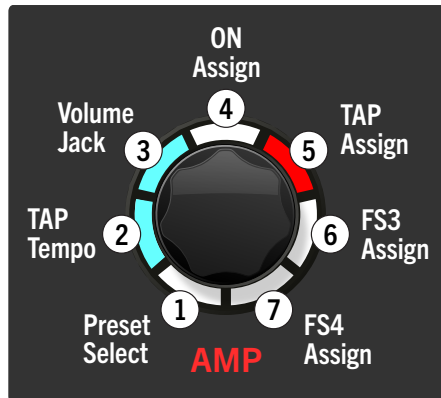 ON
Assign
4
Volume
Jack
3
TAP
Assign
5
TAP
Tempo
2
FS3
Assign
6
Preset
Select
1
FS4
Assign
7
AMP